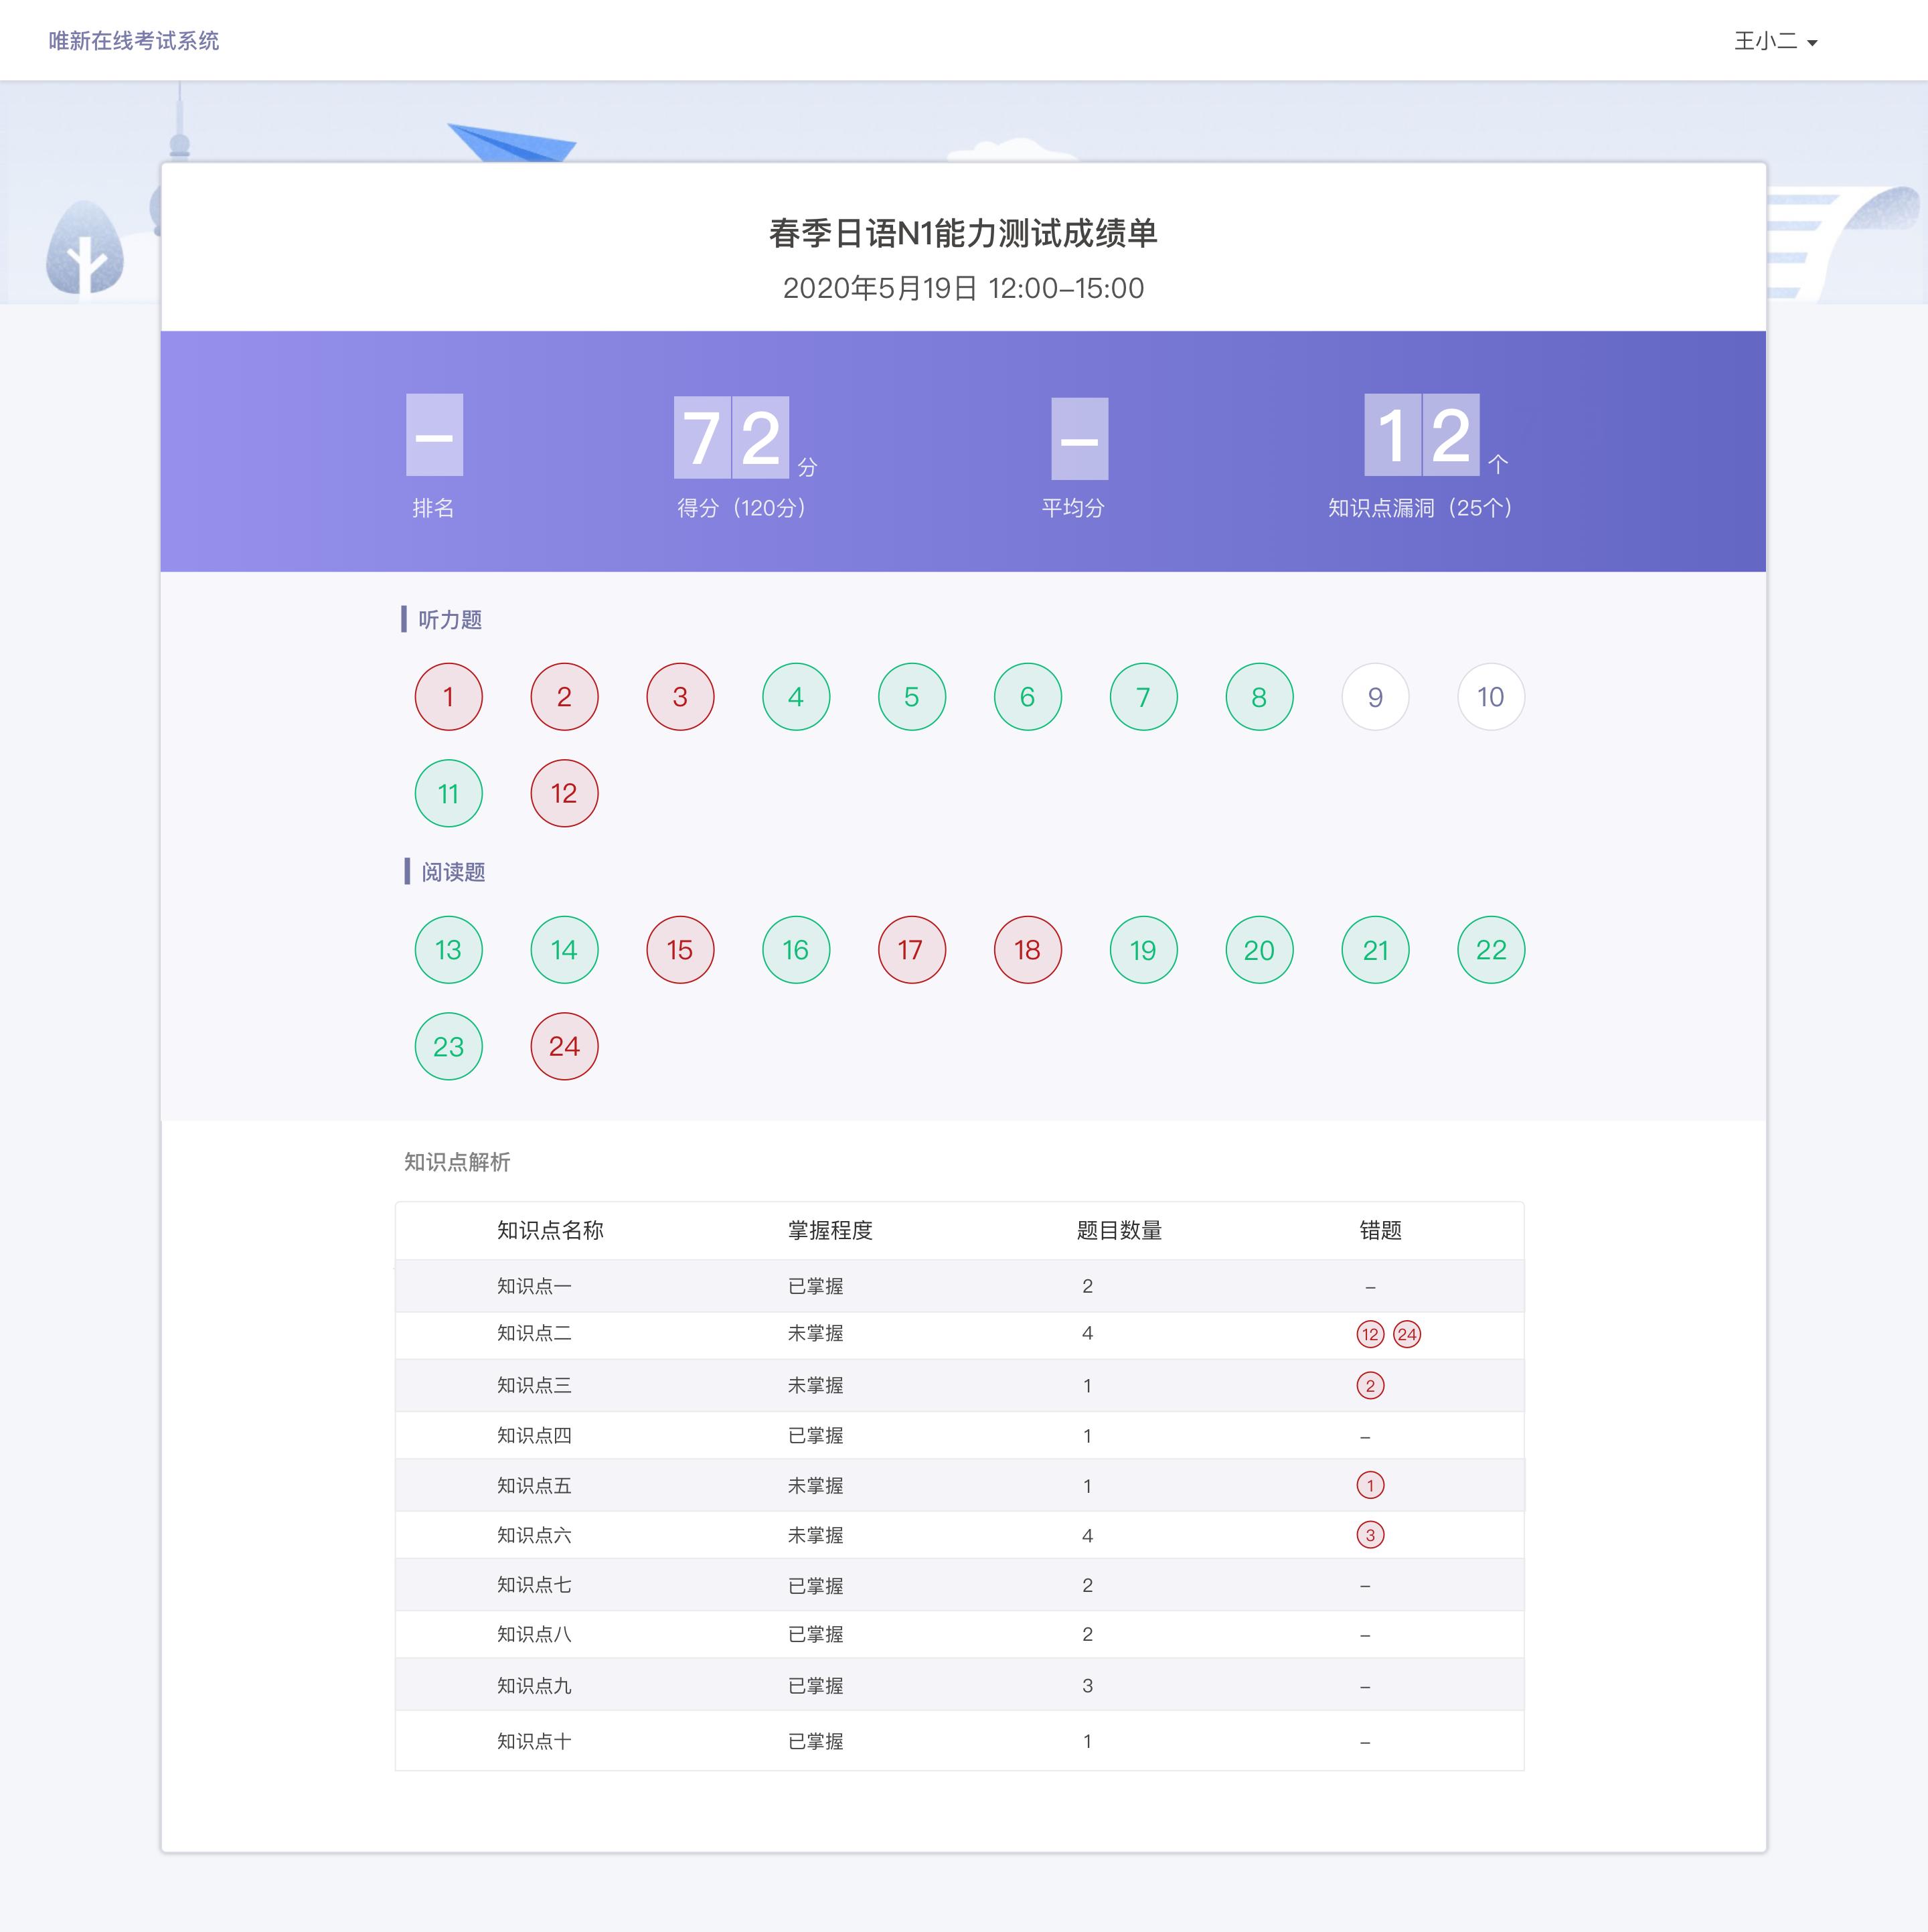 唯新在线考试系统 王小二
春季日语N1能力测试成绩单
2020年5月19日 12:00–15:00
– 72分 – 12个
排名 得分（120分） 平均分 知识点漏洞（25个）
听力题
1 2 3 4 5 6 7 8 9 10
11 12
阅读题
13 14 15 16 17 18 19 20 21 22
23 24
知识点解析
知识点名称 掌握程度 题目数量 错题
知识点一 已掌握 2 –
知识点二 未掌握 4 12 24
知识点三 未掌握 1 2
知识点四 已掌握 1 –
知识点五 未掌握 1 1
知识点六 未掌握 4 3
知识点七 已掌握 2 –
知识点八 已掌握 2 –
知识点九 已掌握 3 –
知识点十 已掌握 1 –